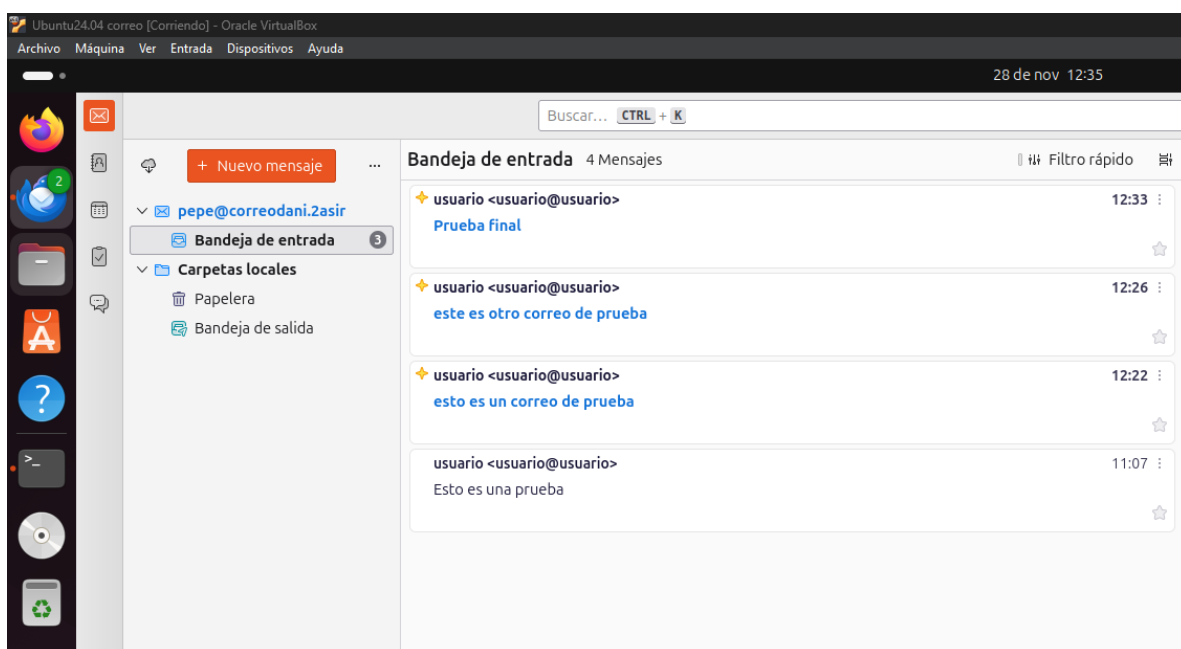 Ubuntu24.04 correo [Corriendo] - Oracle VirtualBox
Archivo Máquina Ver Entrada Dispositivos Ayuda
28 de nov 12:35
Buscar... CTRL + K
2
+ Nuevo mensaje ...
pepe@correodani.2asir
Bandeja de entrada 3
Carpetas locales
Papelera
Bandeja de salida
Bandeja de entrada 4 Mensajes Filtro rápido
usuario <usuario@usuario> 12:33
Prueba final
usuario <usuario@usuario> 12:26
este es otro correo de prueba
usuario <usuario@usuario> 12:22
esto es un correo de prueba
usuario <usuario@usuario> 11:07
Esto es una prueba